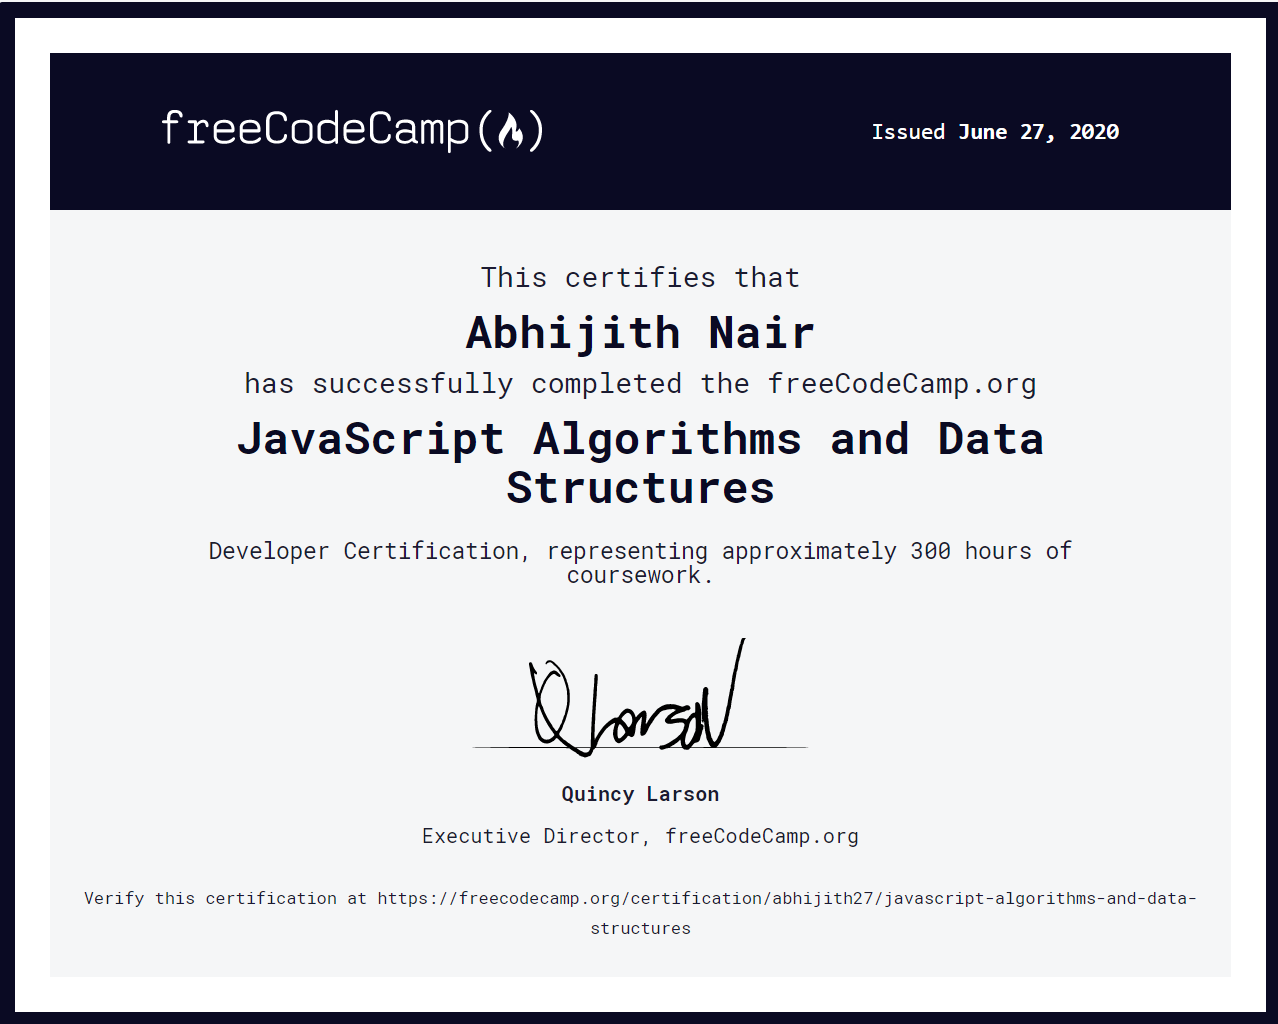 freeCodeCamp(🔥)
Issued June 27, 2020
This certifies that
Abhijith Nair
has successfully completed the freeCodeCamp.org
JavaScript Algorithms and Data
Structures
Developer Certification, representing approximately 300 hours of
coursework.
Q Larson
Quincy Larson
Executive Director, freeCodeCamp.org
Verify this certification at https://freecodecamp.org/certification/abhijith27/javascript-algorithms-and-data-
structures